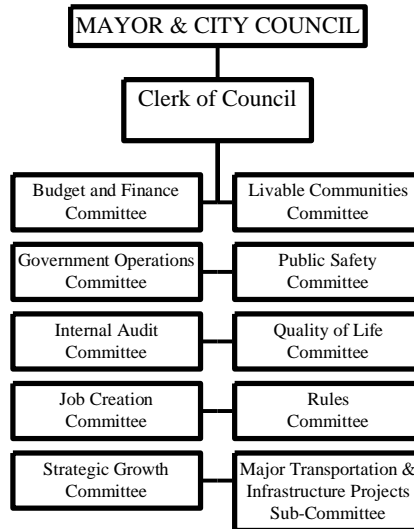 MAYOR & CITY COUNCIL
Clerk of Council
Budget and Finance
Committee
Livable Communities
Committee
Government Operations
Committee
Public Safety
Committee
Internal Audit
Committee
Quality of Life
Committee
Job Creation
Committee
Rules
Committee
Strategic Growth
Committee
Major Transportation &
Infrastructure Projects
Sub-Committee